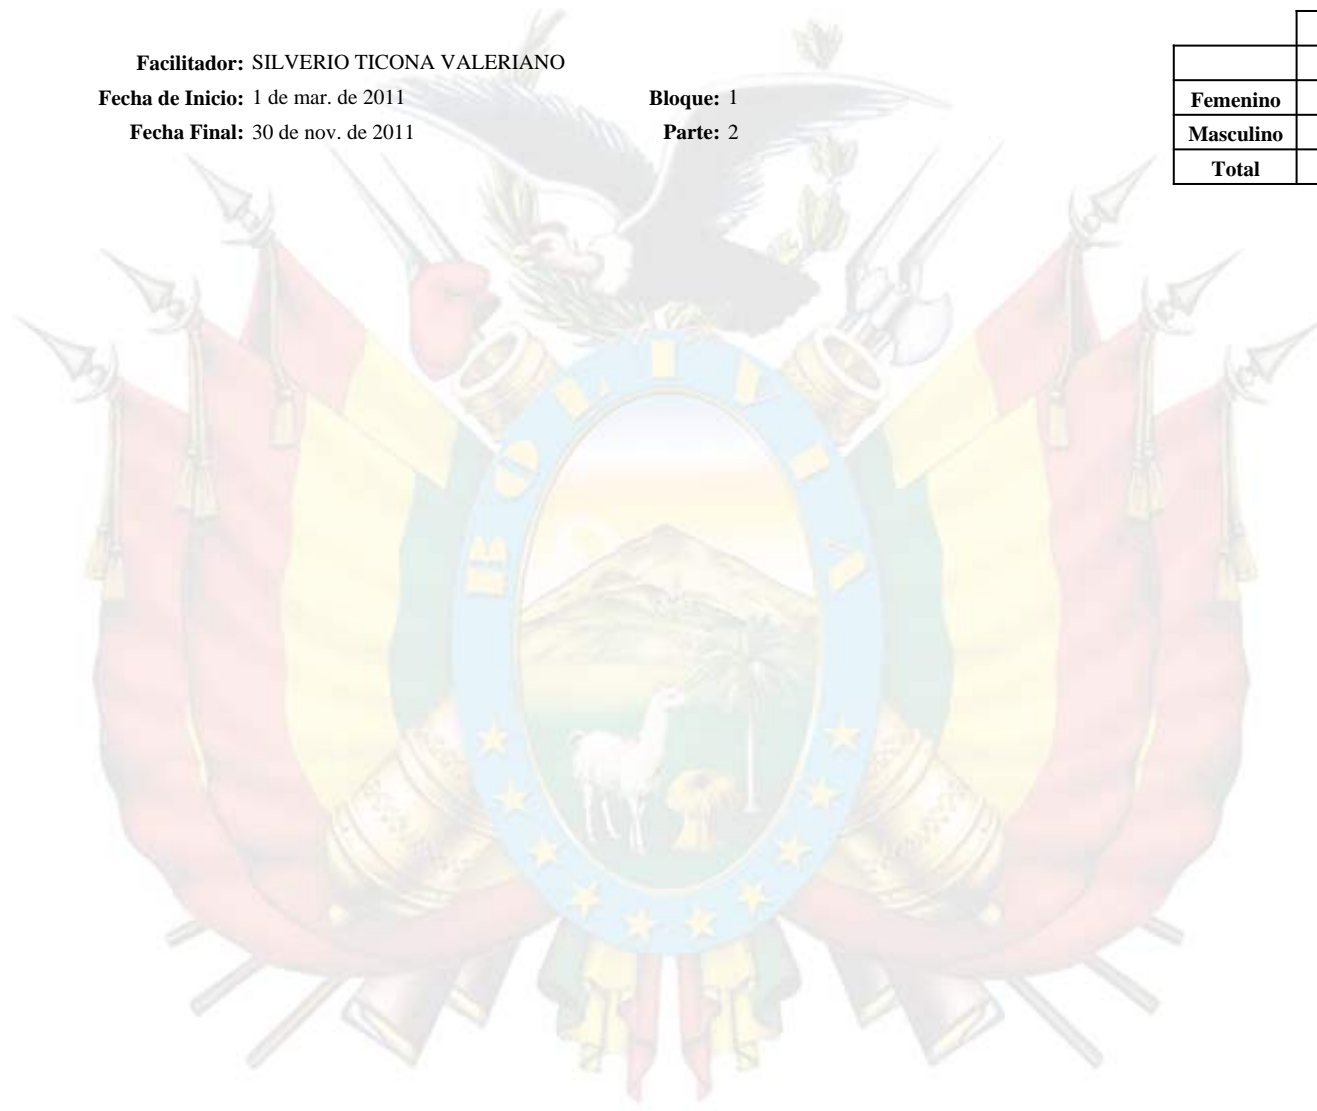 Facilitador: SILVERIO TICONA VALERIANO
Fecha de Inicio: 1 de mar. de 2011 Bloque: 1
Fecha Final: 30 de nov. de 2011 Parte: 2
Femenino
Masculino
Total
BOLIVIA